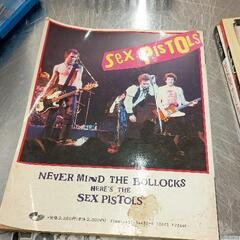 SEX PISTOLS
NEVER MIND THE BOLLOCKS
HERE'S THE
SEX PISTOLS